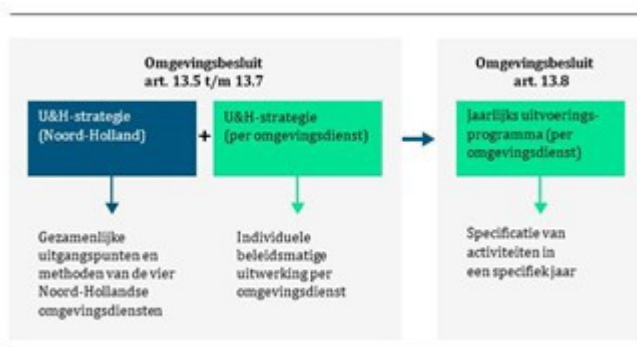 Omgevingsbesluit
art. 13.5 t/m 13.7
U&H-strategie
(Noord-Holland)
+
U&H-strategie
(per omgevingsdienst)
Gezamenlijke
uitgangspunten en
methoden van de vier
Noord-Hollandse
omgevingsdiensten
Individuele
beleidsmatige
uitwerking per
omgevingsdienst
Omgevingsbesluit
art. 13.8
Jaarlijks uitvoerings-
programma (per
omgevingsdienst)
Specificatie van
activiteiten in
een specifiek jaar